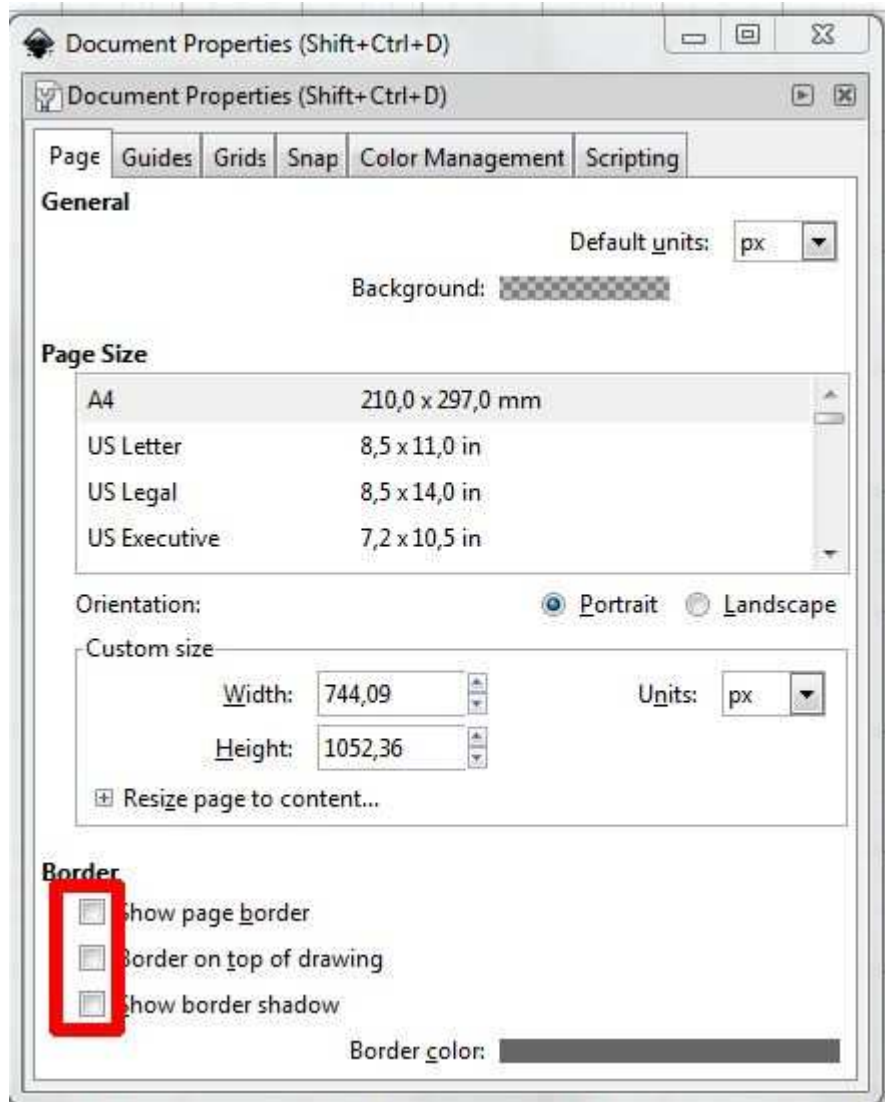 Document Properties (Shift+Ctrl+D)
Document Properties (Shift+Ctrl+D)
Page Guides Grids Snap Color Management Scripting
General
Default units: px
Background:
Page Size
A4 210,0 x 297,0 mm
US Letter 8,5 x 11,0 in
US Legal 8,5 x 14,0 in
US Executive 7,2 x 10,5 in
Orientation: Portrait Landscape
Custom size
Width: 744,09 Units: px
Height: 1052,36
Resize page to content...
Border
Show page border
Border on top of drawing
Show border shadow
Border color: